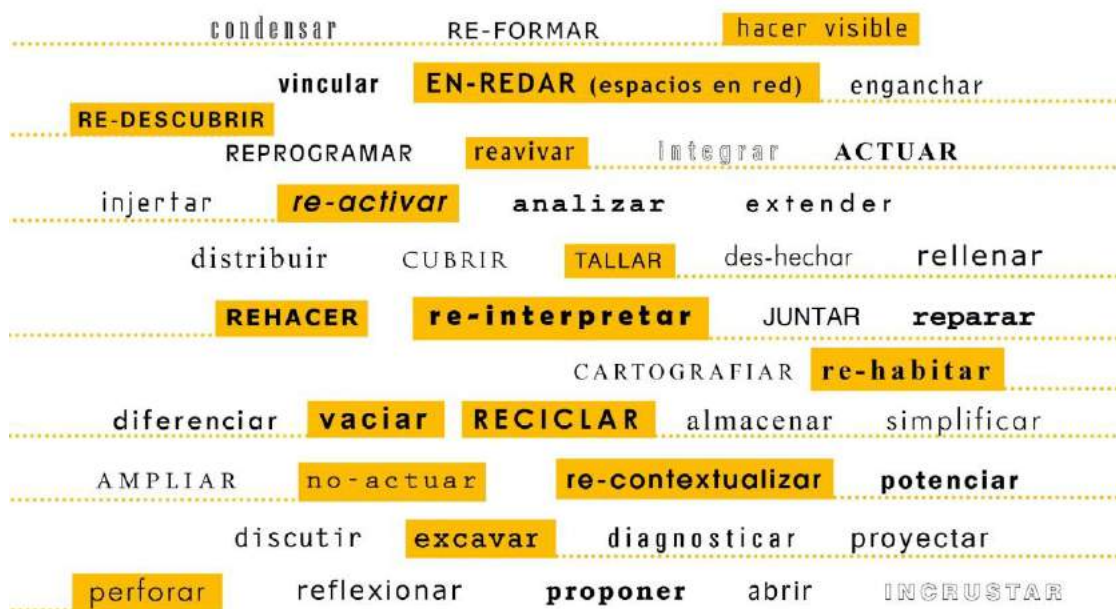 condensar RE-FORMAR hacer visible
vincular EN-REDAR (espacios en red) enganchar
RE-DESCUBRIR
REPROGRAMAR reavivar integrar ACTUAR
injertar re-activar analizar extender
distribuir CUBRIR TALLAR des-hechar rellenar
REHACER re-interpretar JUNTAR reparar
CARTOGRAFIAR re-habitar
diferenciar vaciar RECICLAR almacenar simplificar
AMPLIAR no-actuar re-contextualizar potenciar
discutir excavar diagnosticar proyectar
perforar reflexionar proponer abrir INCRUSTAR